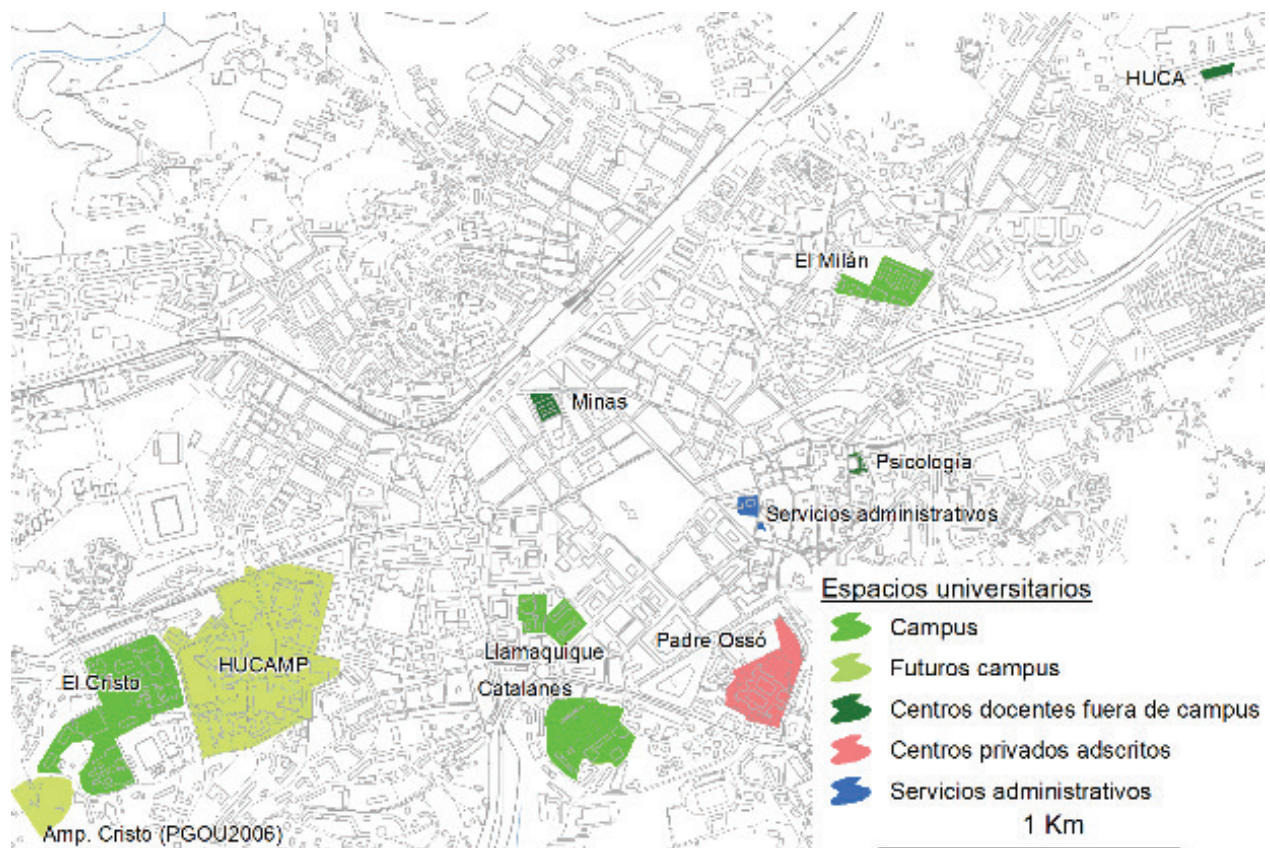 HUCA
El Milán
Minas
Psicología
Servicios administrativos
Llamaquique
Padre Ossó
HUCAMP
El Cristo
Catalanes
Amp. Cristo (PGOU2006)
Espacios universitarios
Campus
Futuros campus
Centros docentes fuera de campus
Centros privados adscritos
Servicios administrativos
1 Km